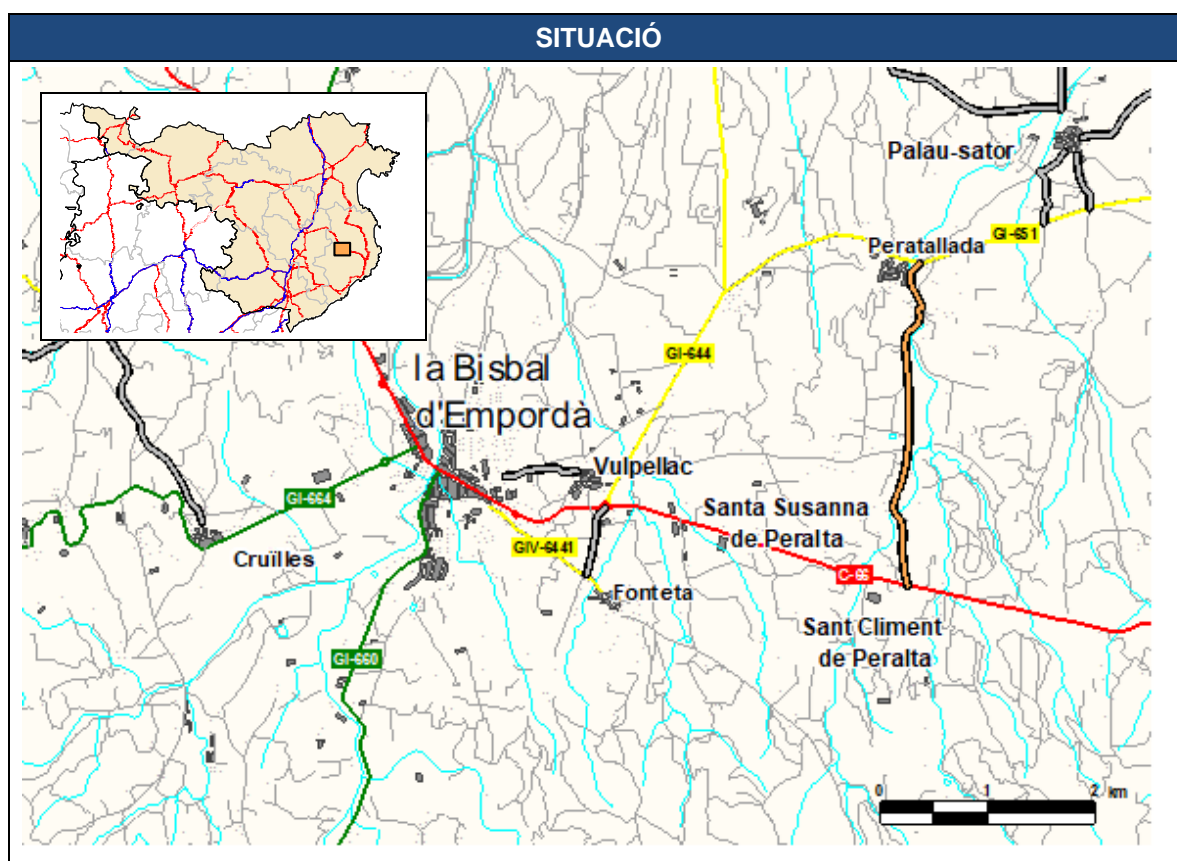 SITUACIÓ
Palau-sator
GI-651
Peratallada
GI-644
la Bisbal
d'Empordà
Vulpellac
GI-664
Santa Susanna
de Peralta
Cruïlles
GIV-6441
C-66
Fonteta
Sant Climent
de Peralta
GI-660
0 1 2 km